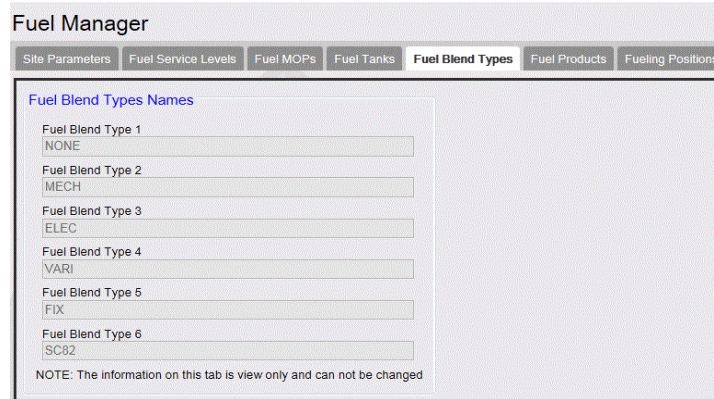 Fuel Manager
Site Parameters Fuel Service Levels Fuel MOPs Fuel Tanks Fuel Blend Types Fuel Products Fueling Positions
Fuel Blend Types Names
Fuel Blend Type 1
NONE
Fuel Blend Type 2
MECH
Fuel Blend Type 3
ELEC
Fuel Blend Type 4
VARI
Fuel Blend Type 5
FIX
Fuel Blend Type 6
SC82
NOTE: The information on this tab is view only and can not be changed